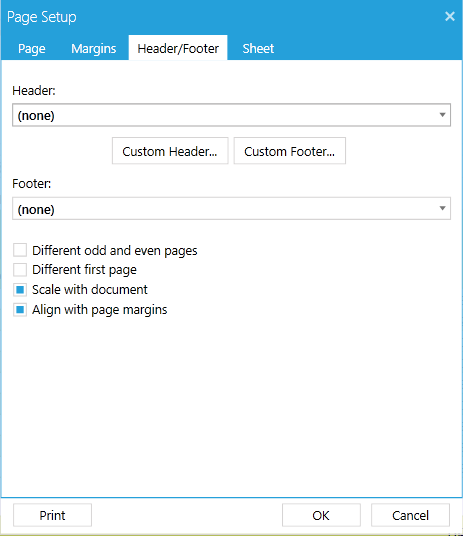 Page Setup
Page Margins Header/Footer Sheet
Header:
(none)
Custom Header... Custom Footer...
Footer:
(none)
Different odd and even pages
Different first page
Scale with document
Align with page margins
Print OK Cancel